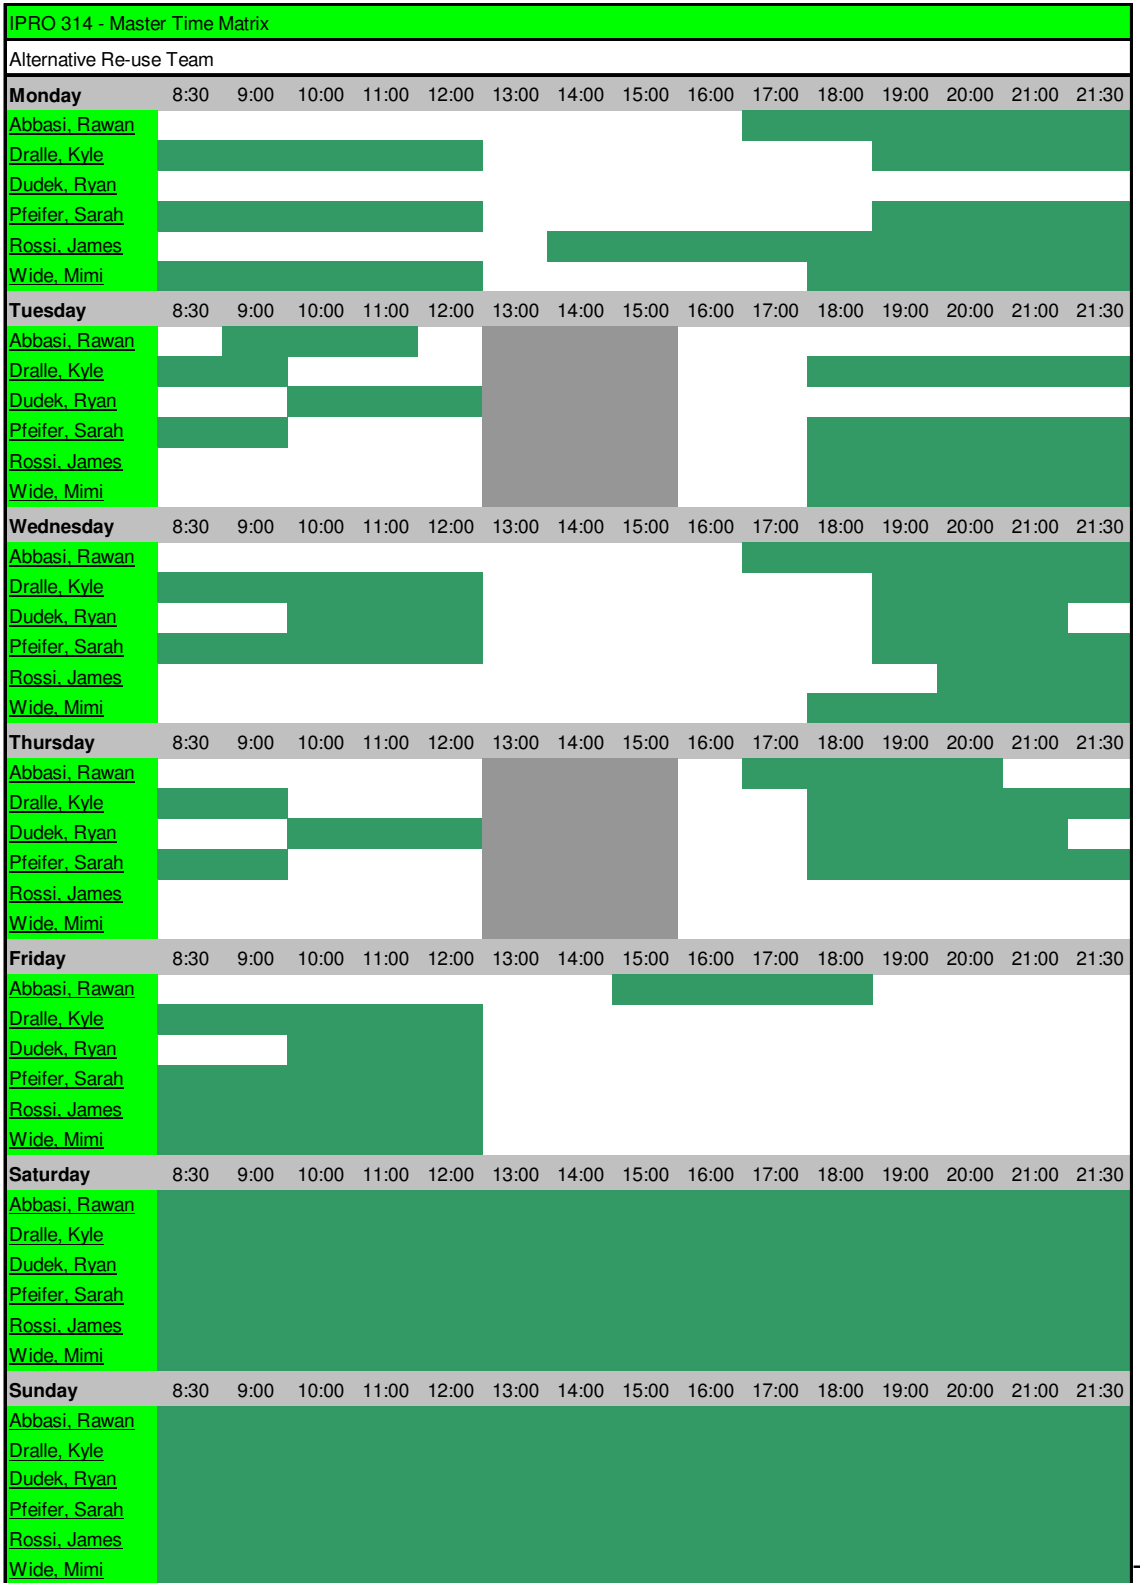 IPRO 314 - Master Time Matrix
Alternative Re-use Team
Monday 8:30 9:00 10:00 11:00 12:00 13:00 14:00 15:00 16:00 17:00 18:00 19:00 20:00 21:00 21:30
Abbasi, Rawan
Dralle, Kyle
Dudek, Ryan
Pfeifer, Sarah
Rossi, James
Wide, Mimi
Tuesday 8:30 9:00 10:00 11:00 12:00 13:00 14:00 15:00 16:00 17:00 18:00 19:00 20:00 21:00 21:30
Abbasi, Rawan
Dralle, Kyle
Dudek, Ryan
Pfeifer, Sarah
Rossi, James
Wide, Mimi
Wednesday 8:30 9:00 10:00 11:00 12:00 13:00 14:00 15:00 16:00 17:00 18:00 19:00 20:00 21:00 21:30
Abbasi, Rawan
Dralle, Kyle
Dudek, Ryan
Pfeifer, Sarah
Rossi, James
Wide, Mimi
Thursday 8:30 9:00 10:00 11:00 12:00 13:00 14:00 15:00 16:00 17:00 18:00 19:00 20:00 21:00 21:30
Abbasi, Rawan
Dralle, Kyle
Dudek, Ryan
Pfeifer, Sarah
Rossi, James
Wide, Mimi
Friday 8:30 9:00 10:00 11:00 12:00 13:00 14:00 15:00 16:00 17:00 18:00 19:00 20:00 21:00 21:30
Abbasi, Rawan
Dralle, Kyle
Dudek, Ryan
Pfeifer, Sarah
Rossi, James
Wide, Mimi
Saturday 8:30 9:00 10:00 11:00 12:00 13:00 14:00 15:00 16:00 17:00 18:00 19:00 20:00 21:00 21:30
Abbasi, Rawan
Dralle, Kyle
Dudek, Ryan
Pfeifer, Sarah
Rossi, James
Wide, Mimi
Sunday 8:30 9:00 10:00 11:00 12:00 13:00 14:00 15:00 16:00 17:00 18:00 19:00 20:00 21:00 21:30
Abbasi, Rawan
Dralle, Kyle
Dudek, Ryan
Pfeifer, Sarah
Rossi, James
Wide, Mimi